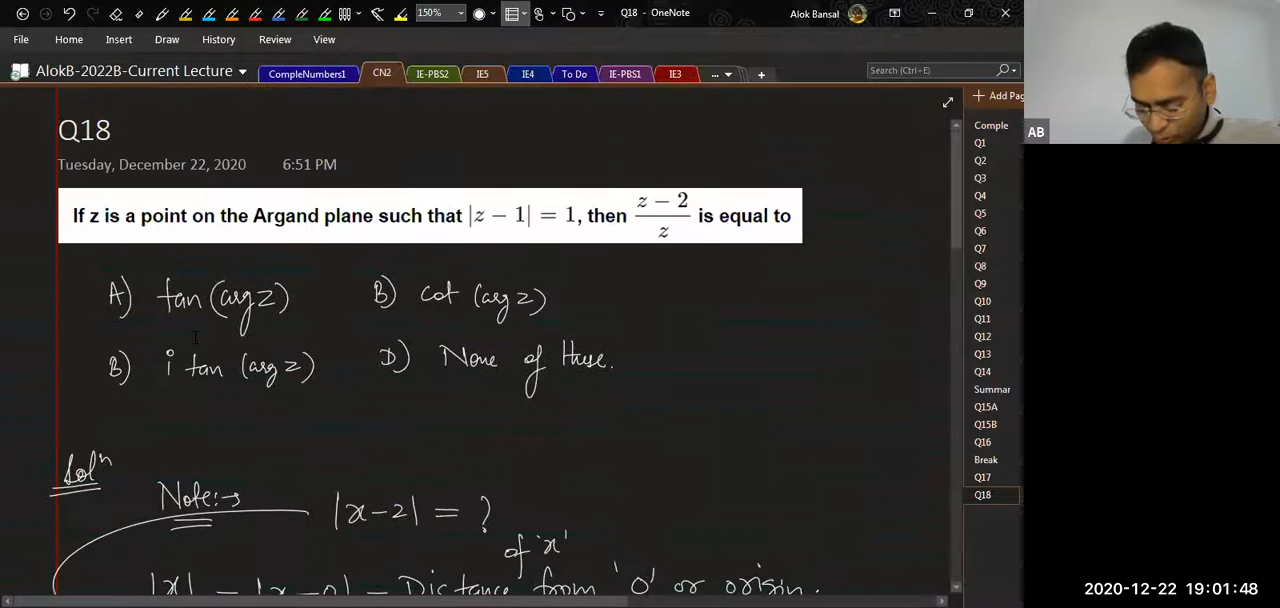 150%
Q18 - OneNote
Alok Bansal
File Home Insert Draw History Review View
AlokB-2022B-Current Lecture
CompleNumbers1 CN2 IE-PBS2 IE5 IE4 To Do IE-PBS1 IE3 ... +
Search (Ctrl+E)
Q18
Tuesday, December 22, 2020 6:51 PM
If z is a point on the Argand plane such that |z − 1| = 1, then (z − 2)/z is equal to
A) tan (arg z) B) cot (arg z)
B) i tan (arg z) D) None of these.
Solⁿ
Note:→ |x-2| = ?
of 'x'
|x| = |x-0| = Distance from 'O' or origin.
+ Add Pag
Comple
Q1
Q2
Q3
Q4
Q5
Q6
Q7
Q8
Q9
Q10
Q11
Q12
Q13
Q14
Summar
Q15A
Q15B
Q16
Break
Q17
Q18
AB
2020-12-22 19:01:48